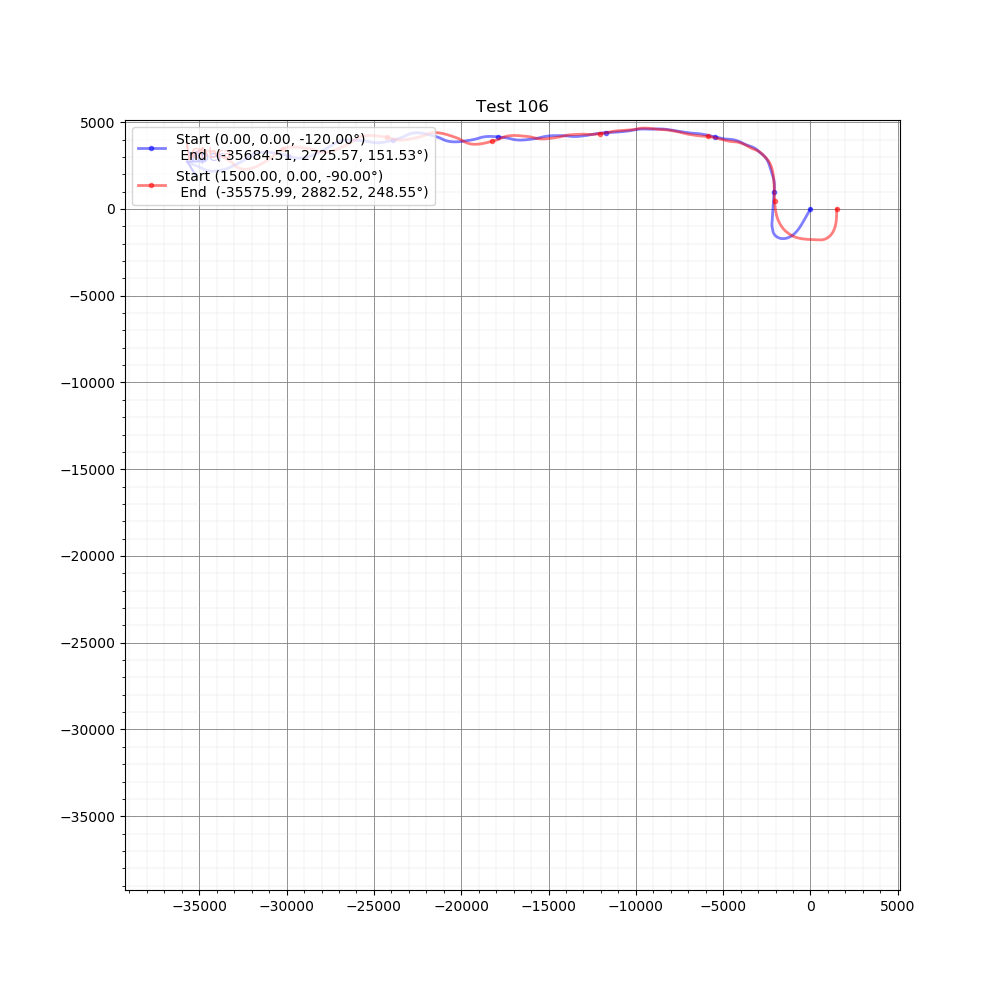 Test 106
Start (0.00, 0.00, -120.00°)
End (-35684.51, 2725.57, 151.53°)
Start (1500.00, 0.00, -90.00°)
End (-35575.99, 2882.52, 248.55°)
5000
0
−5000
−10000
−15000
−20000
−25000
−30000
−35000
−35000 −30000 −25000 −20000 −15000 −10000 −5000 0 5000